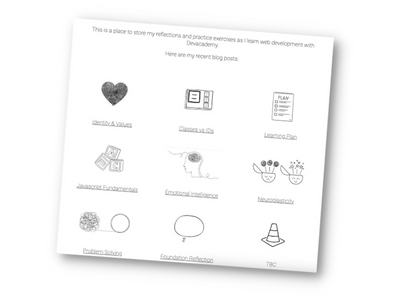 This is a place to store my reflections and practice exercises as I learn web development with
Devacademy.
Here are my recent blog posts
Identity & Values
Classes vs IDs
Learning Plan
PLAN
Javascript Fundamentals
Emotional Intelligence
Neuroplasticity
Problem Solving
Foundation Reflection
TBC